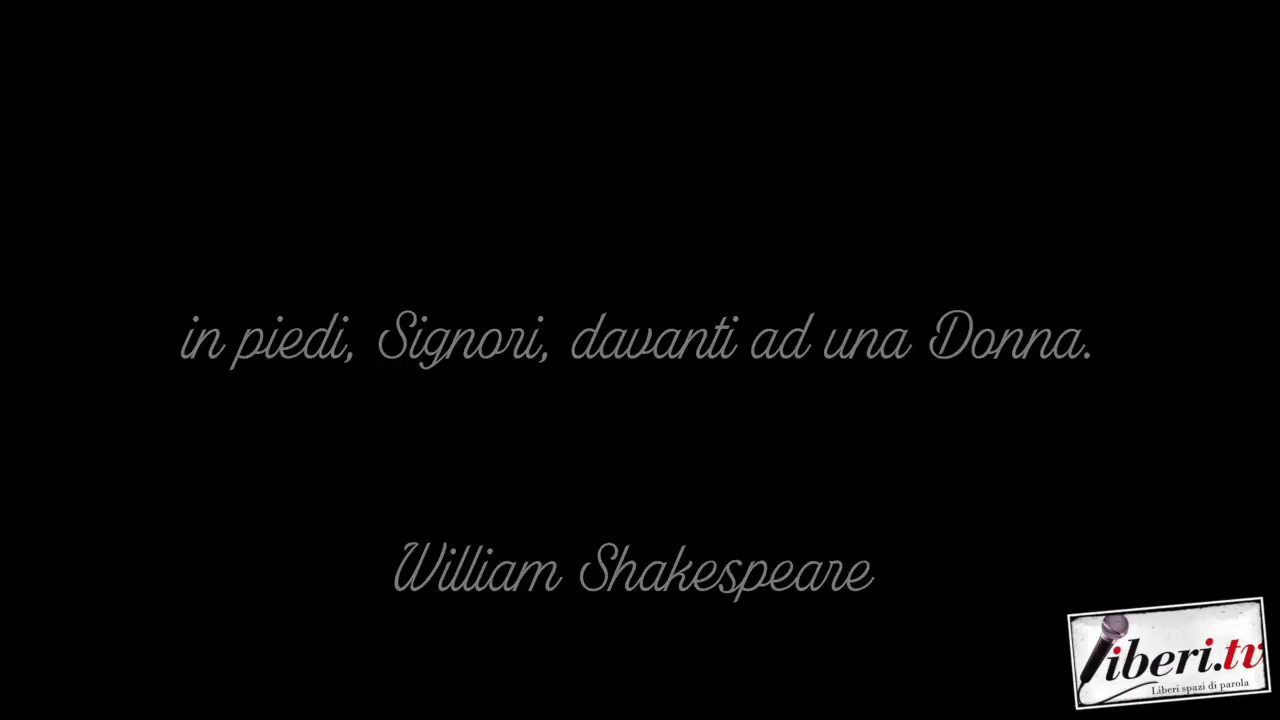 in piedi, Signori, davanti ad una Donna.
William Shakespeare
liberi.tv
Liberi spazi di parola